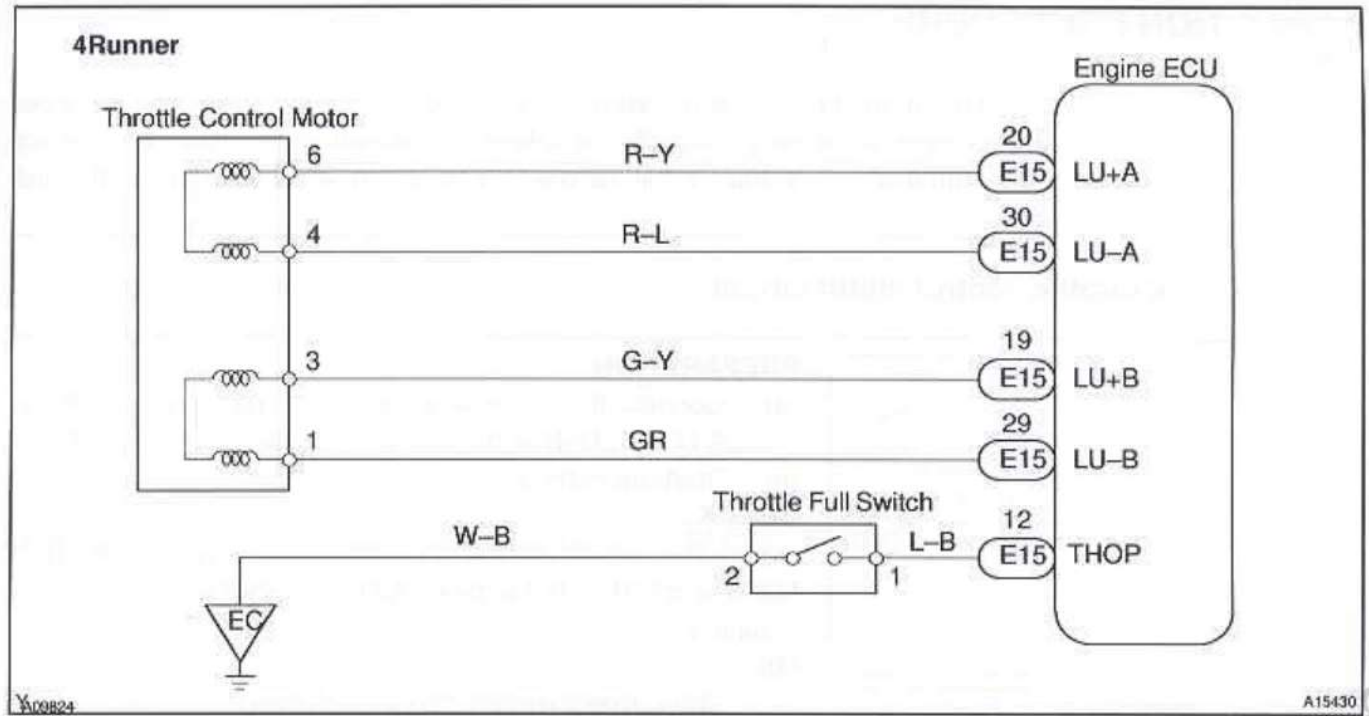 4Runner
Engine ECU
Throttle Control Motor
6
R–Y
20
E15
LU+A
4
R–L
30
E15
LU–A
3
G–Y
19
E15
LU+B
1
GR
29
E15
LU–B
Throttle Full Switch
W–B
2
1
L–B
12
E15
THOP
EC
A09824
A15430